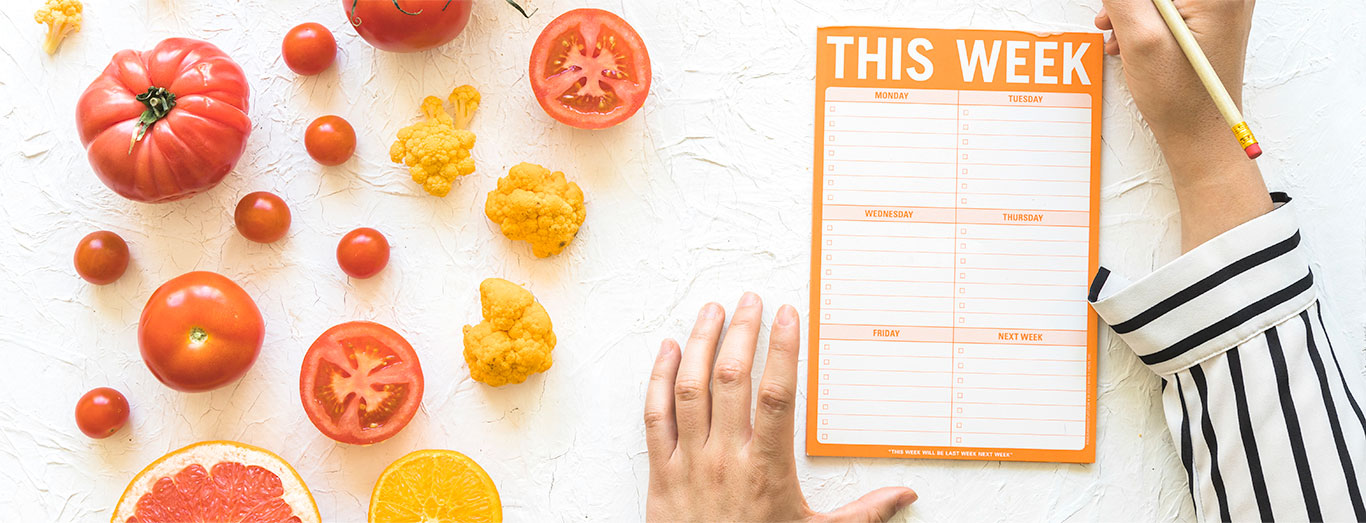 THIS WEEK
MONDAY TUESDAY
WEDNESDAY THURSDAY
FRIDAY NEXT WEEK
"THIS WEEK WILL BE LAST WEEK NEXT WEEK"